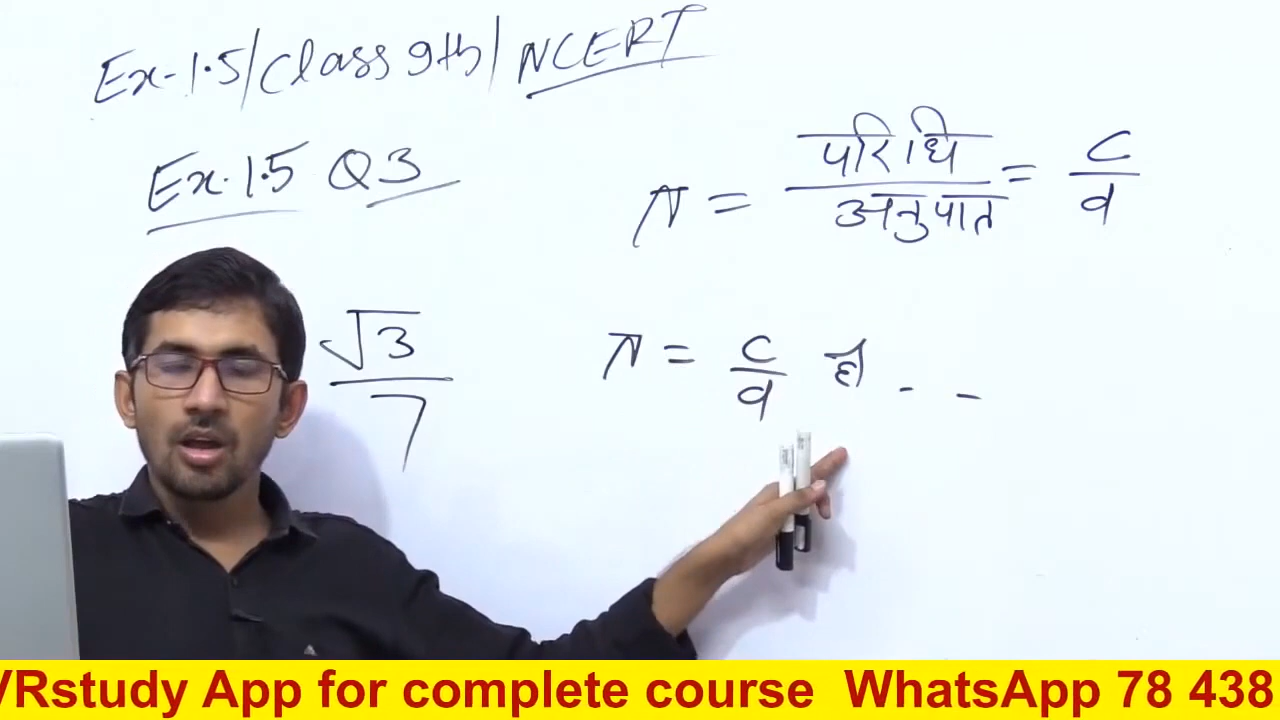 Ex-1.5/Class 9th/NCERT
Ex.1.5 Q3
π = परिधि/अनुपात = c/d
√3/7
π = c/d हो - -
VRstudy App for complete course WhatsApp 78 438